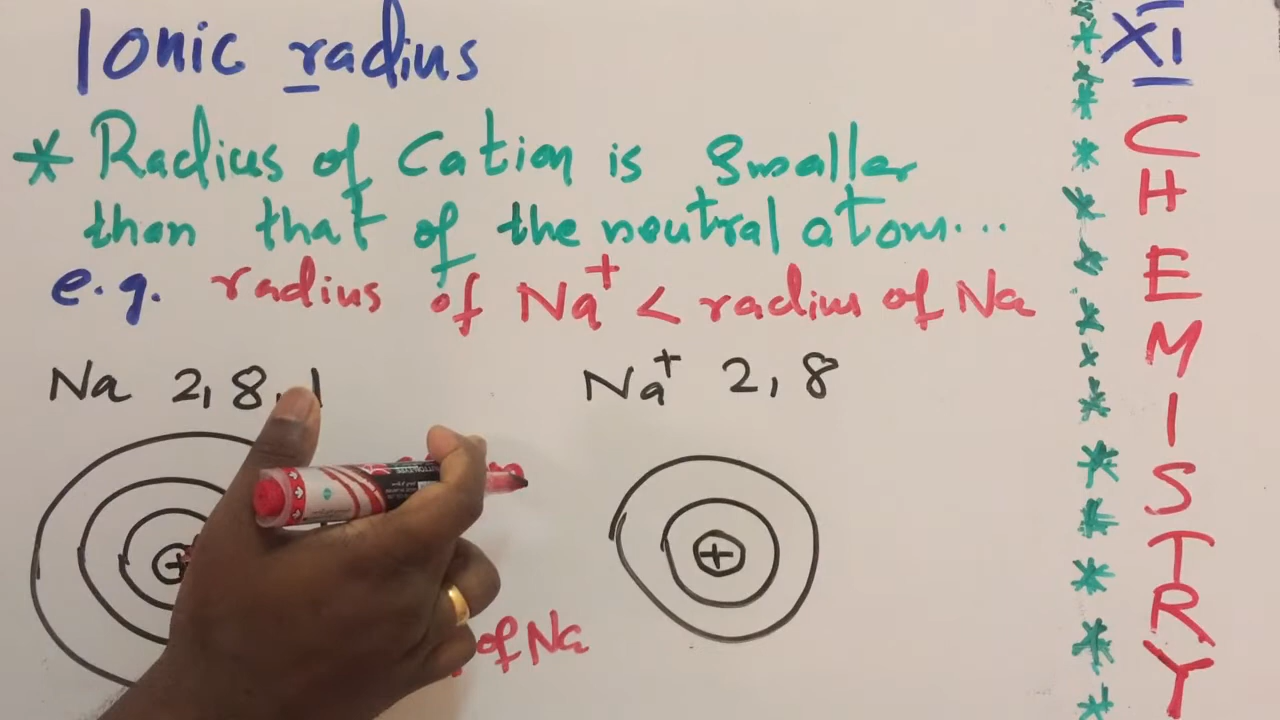 Ionic radius
* Radius of Cation is Smaller
than that of the neutral atom...
e.g. radius of Na⁺ < radius of Na
Na 2, 8, 1
Na⁺ 2, 8
+
+
of Na
XI
CHEMISTRY